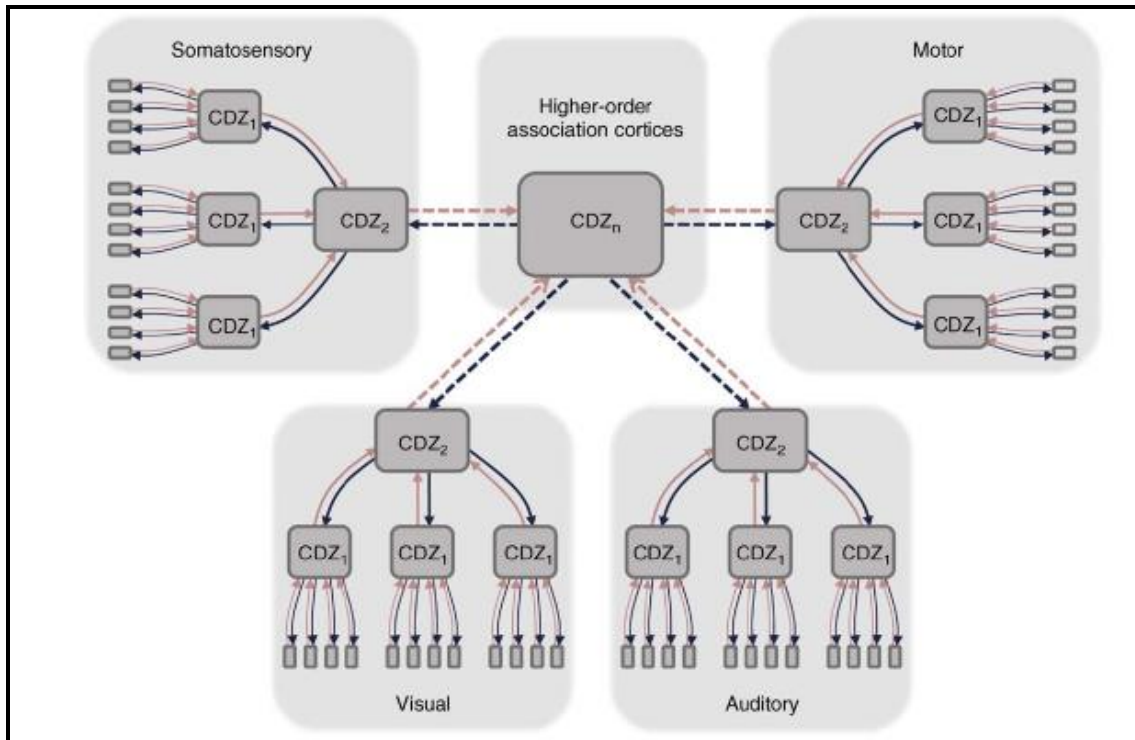 Somatosensory
CDZ₁
CDZ₁
CDZ₁
CDZ₂
Higher-order
association cortices
CDZₙ
Motor
CDZ₁
CDZ₂
CDZ₁
CDZ₁
CDZ₂
CDZ₁
CDZ₁
CDZ₁
Visual
CDZ₂
CDZ₁
CDZ₁
CDZ₁
Auditory